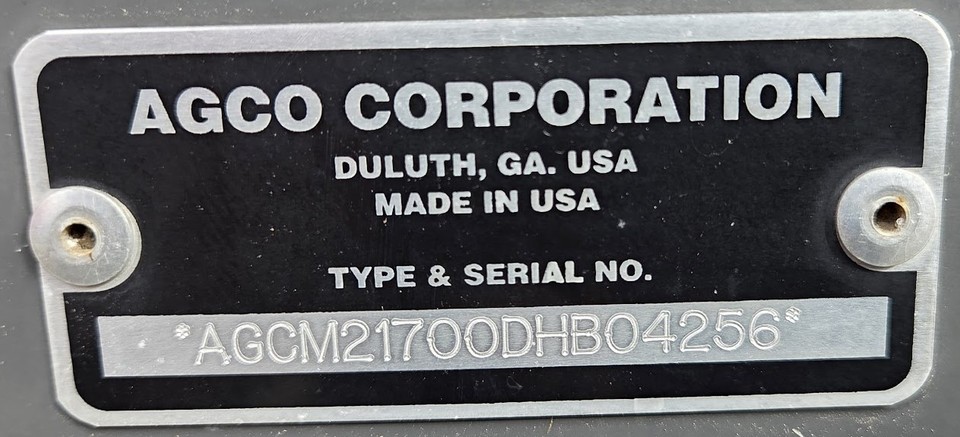 AGCO CORPORATION
DULUTH, GA. USA
MADE IN USA
TYPE & SERIAL NO.
*AGCM21700DHB04256*